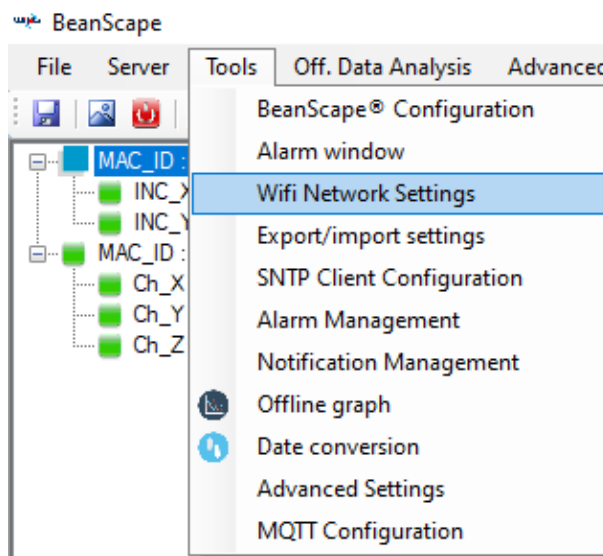 BeanScape
File Server Tools Off. Data Analysis Advanced
BeanScape® Configuration
Alarm window
Wifi Network Settings
Export/import settings
SNTP Client Configuration
Alarm Management
Notification Management
Offline graph
Date conversion
Advanced Settings
MQTT Configuration
MAC_ID :
INC_X
INC_Y
MAC_ID :
Ch_X
Ch_Y
Ch_Z